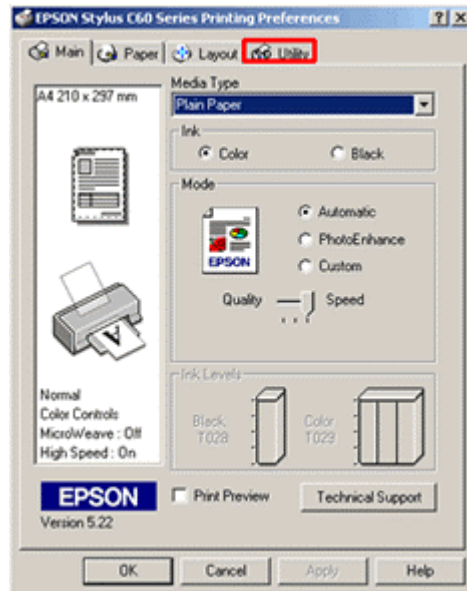 EPSON Stylus C60 Series Printing Preferences
Main Paper Layout Utility
A4 210 x 297 mm
Media Type
Plain Paper
Ink
Color Black
Mode
EPSON
Automatic
PhotoEnhance
Custom
Quality Speed
Ink Levels
Black
T028
Color
T029
Normal
Color Controls
MicroWeave : Off
High Speed : On
EPSON
Version 5.22
Print Preview
Technical Support
OK Cancel Apply Help